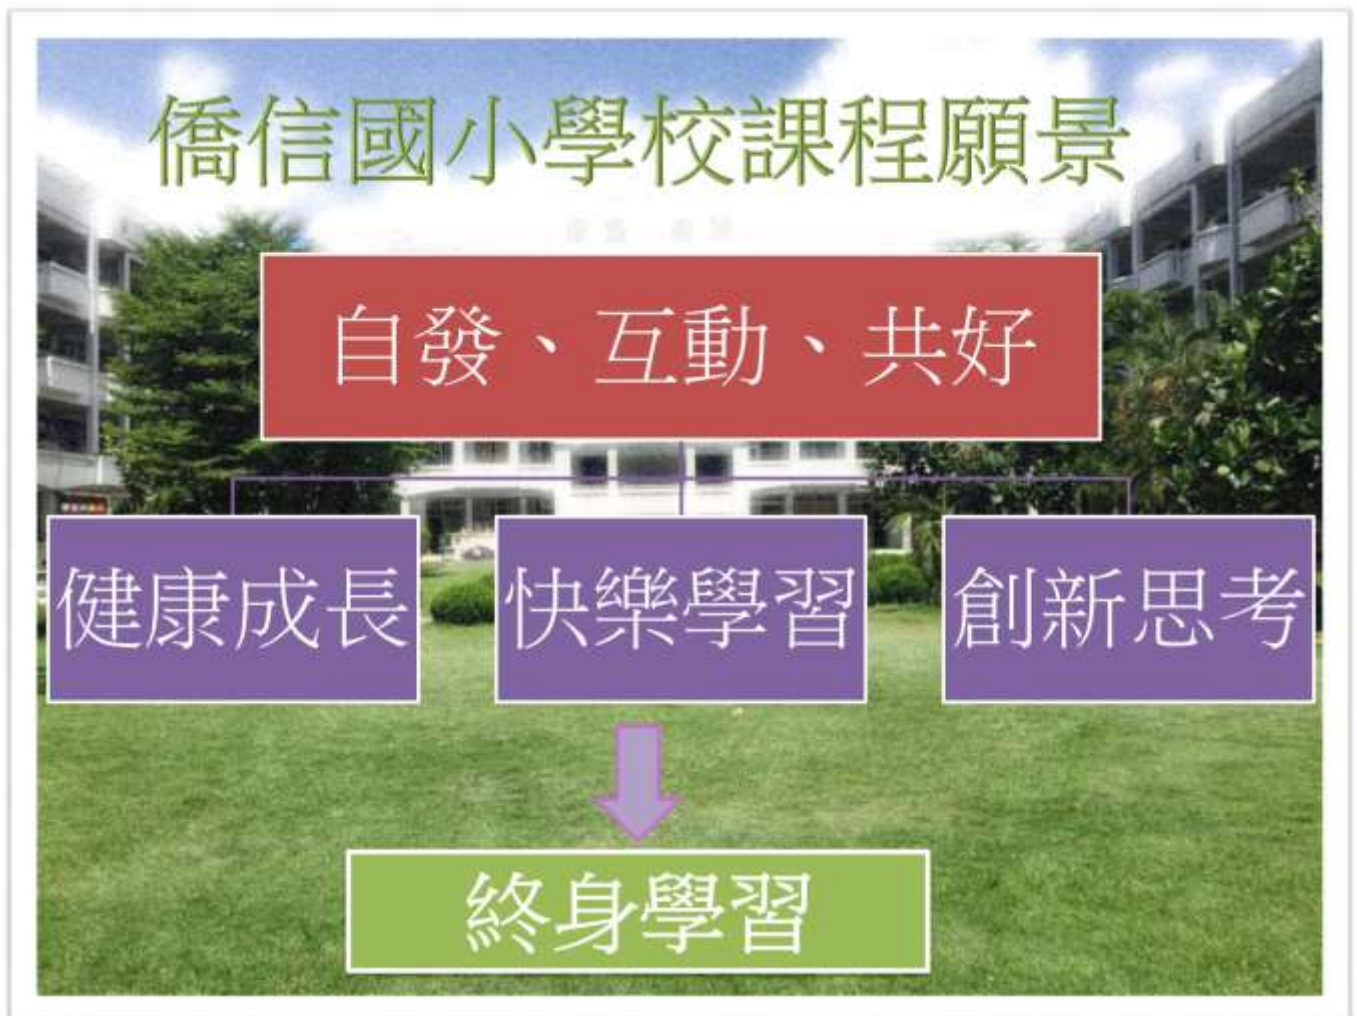 僑信國小學校課程願景
自發、互動、共好
健康成長
快樂學習
創新思考
終身學習